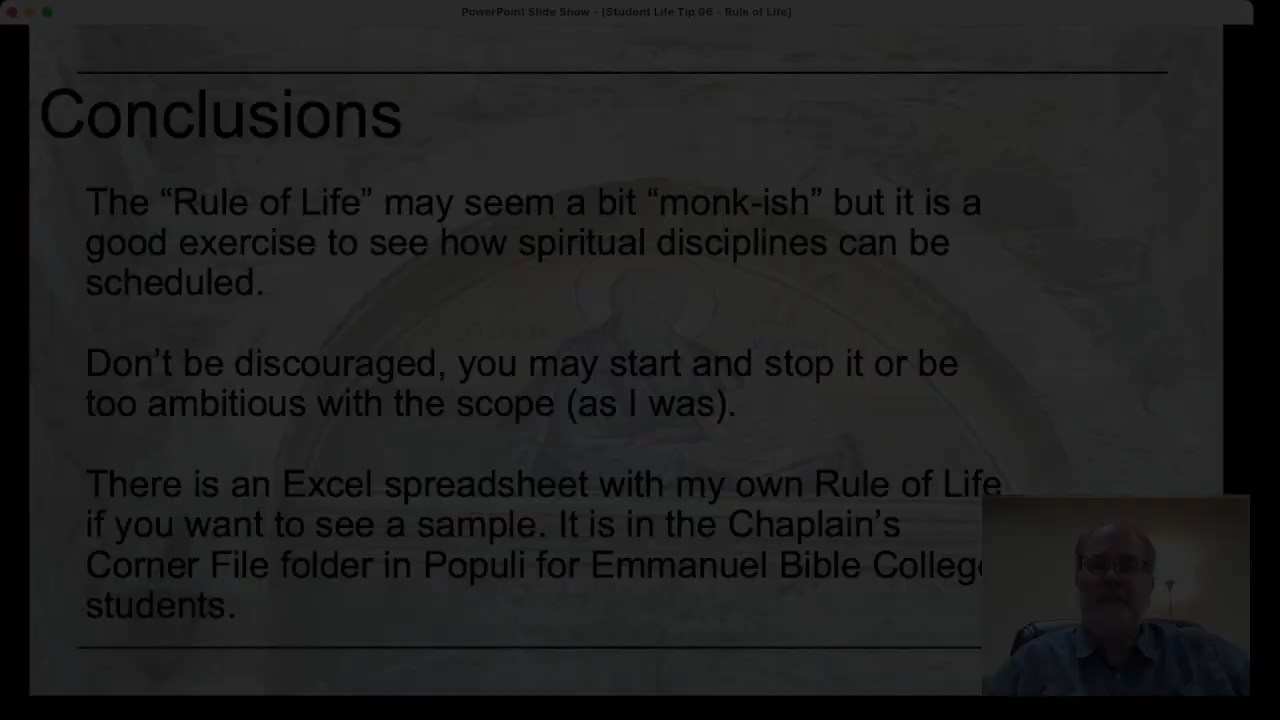 PowerPoint Slide Show - [Student Life Tip 06 - Rule of Life]
Conclusions
The “Rule of Life” may seem a bit “monk-ish” but it is a
good exercise to see how spiritual disciplines can be
scheduled.
Don’t be discouraged, you may start and stop it or be
too ambitious with the scope (as I was).
There is an Excel spreadsheet with my own Rule of Life
if you want to see a sample. It is in the Chaplain’s
Corner File folder in Populi for Emmanuel Bible College
students.